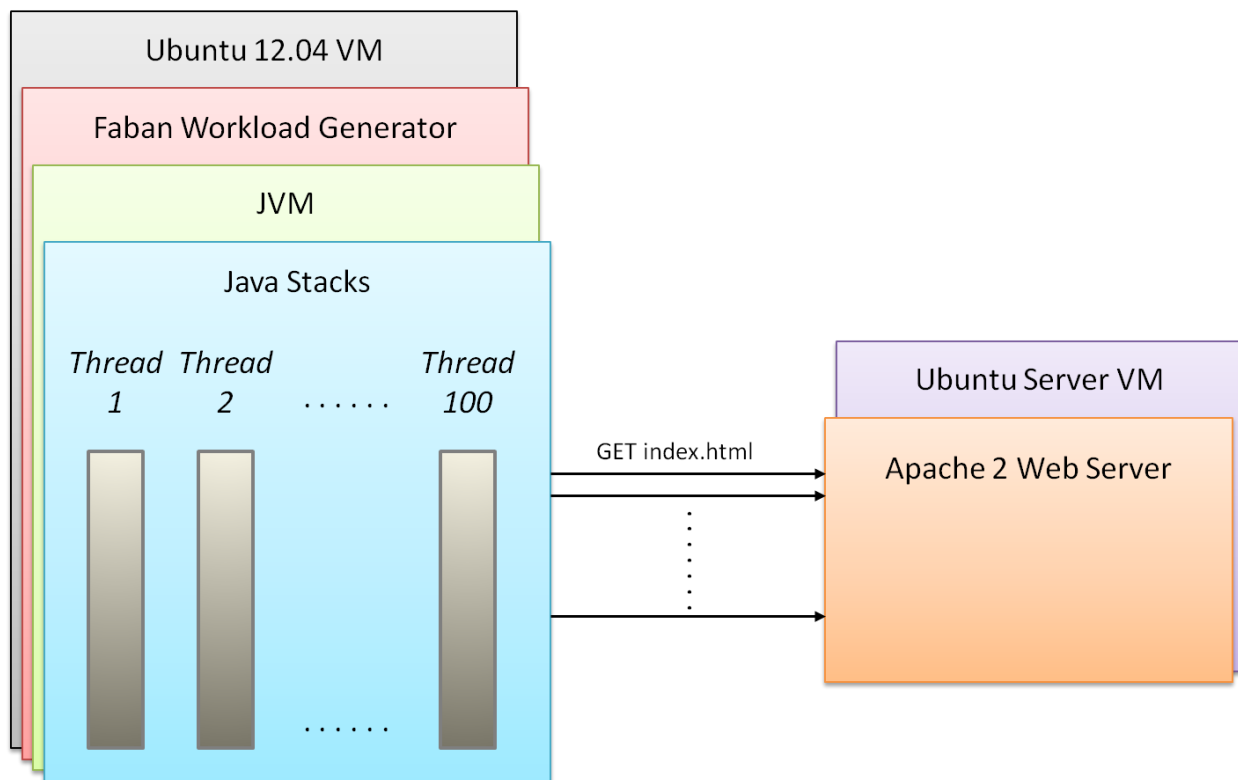 Ubuntu 12.04 VM
Faban Workload Generator
JVM
Java Stacks
Thread Thread Thread
1 2 ...... 100
GET index.html
......
Ubuntu Server VM
Apache 2 Web Server